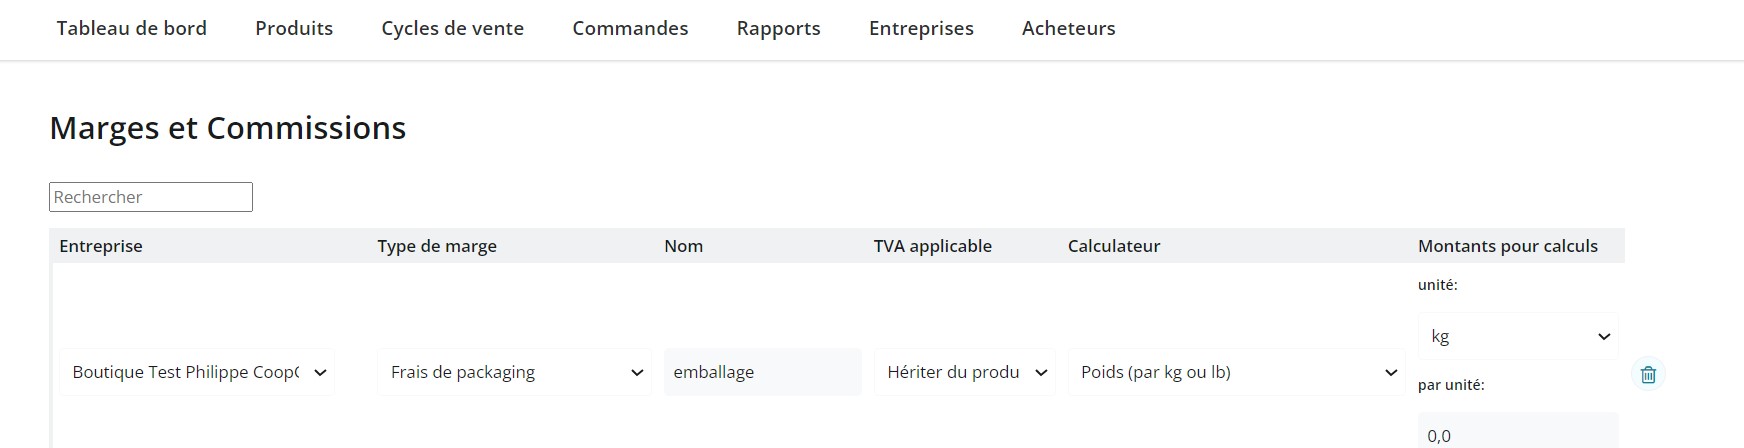 Tableau de bord Produits Cycles de vente Commandes Rapports Entreprises Acheteurs
Marges et Commissions
Rechercher
Entreprise Type de marge Nom TVA applicable Calculateur Montants pour calculs
unité:
kg
Boutique Test Philippe Coop Frais de packaging emballage Hériter du produ Poids (par kg ou lb)
par unité:
0,0